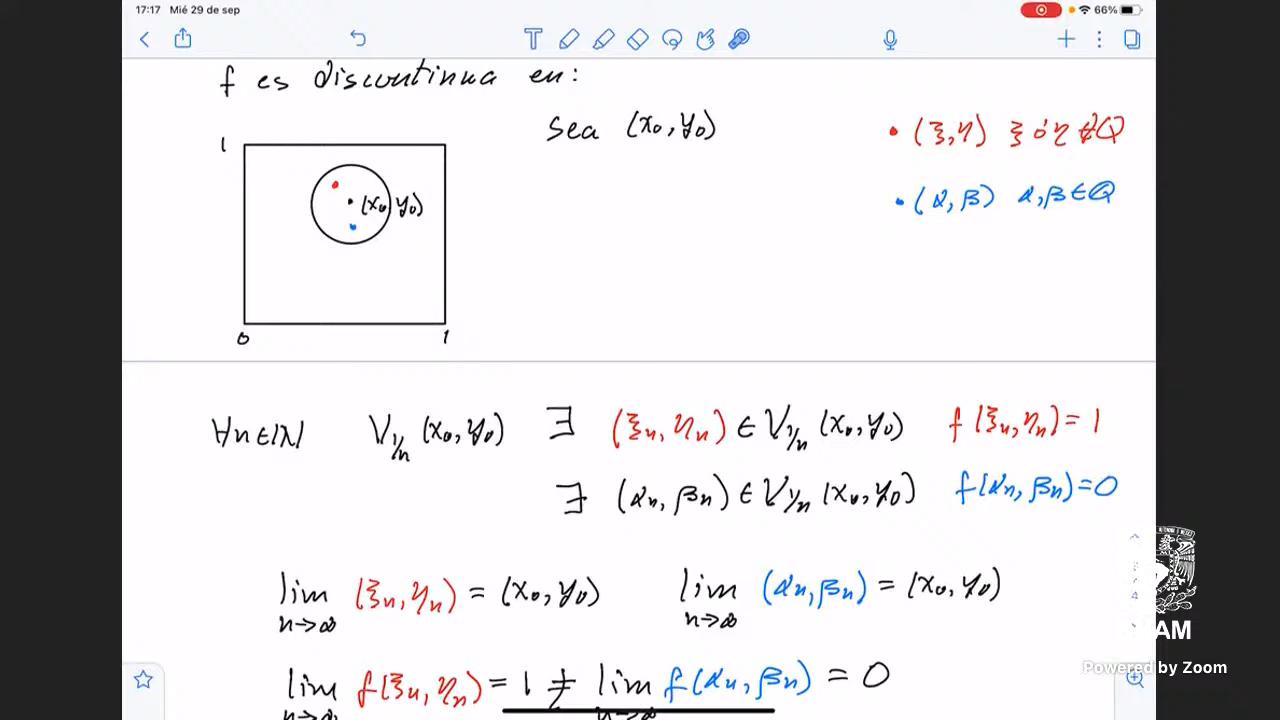 17:17 Mié 29 de sep
66%
f es discontinua en:
Sea (x₀, y₀)
• (ξ, η) ξ ó η ∉ Q
• (α, β) α, β ∈ Q
1
(x₀, y₀)
0 1
∀n∈ℕ V₁/ₙ (x₀, y₀) ∃ (ξₙ, ηₙ) ∈ V₁/ₙ (x₀, y₀) f(ξₙ, ηₙ) = 1
∃ (αₙ, βₙ) ∈ V₁/ₙ (x₀, y₀) f(αₙ, βₙ) = 0
lim (ξₙ, ηₙ) = (x₀, y₀) lim (αₙ, βₙ) = (x₀, y₀)
n→∞ n→∞
lim f(ξₙ, ηₙ) = 1 ≠ lim f(αₙ, βₙ) = 0
n→∞ n→∞
Powered by Zoom